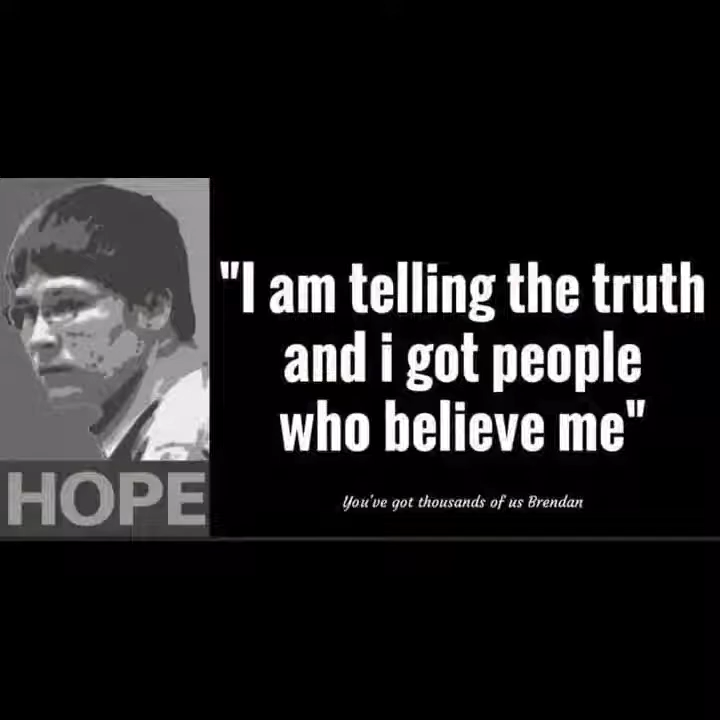 "I am telling the truth
and i got people
who believe me"
You've got thousands of us Brendan
HOPE